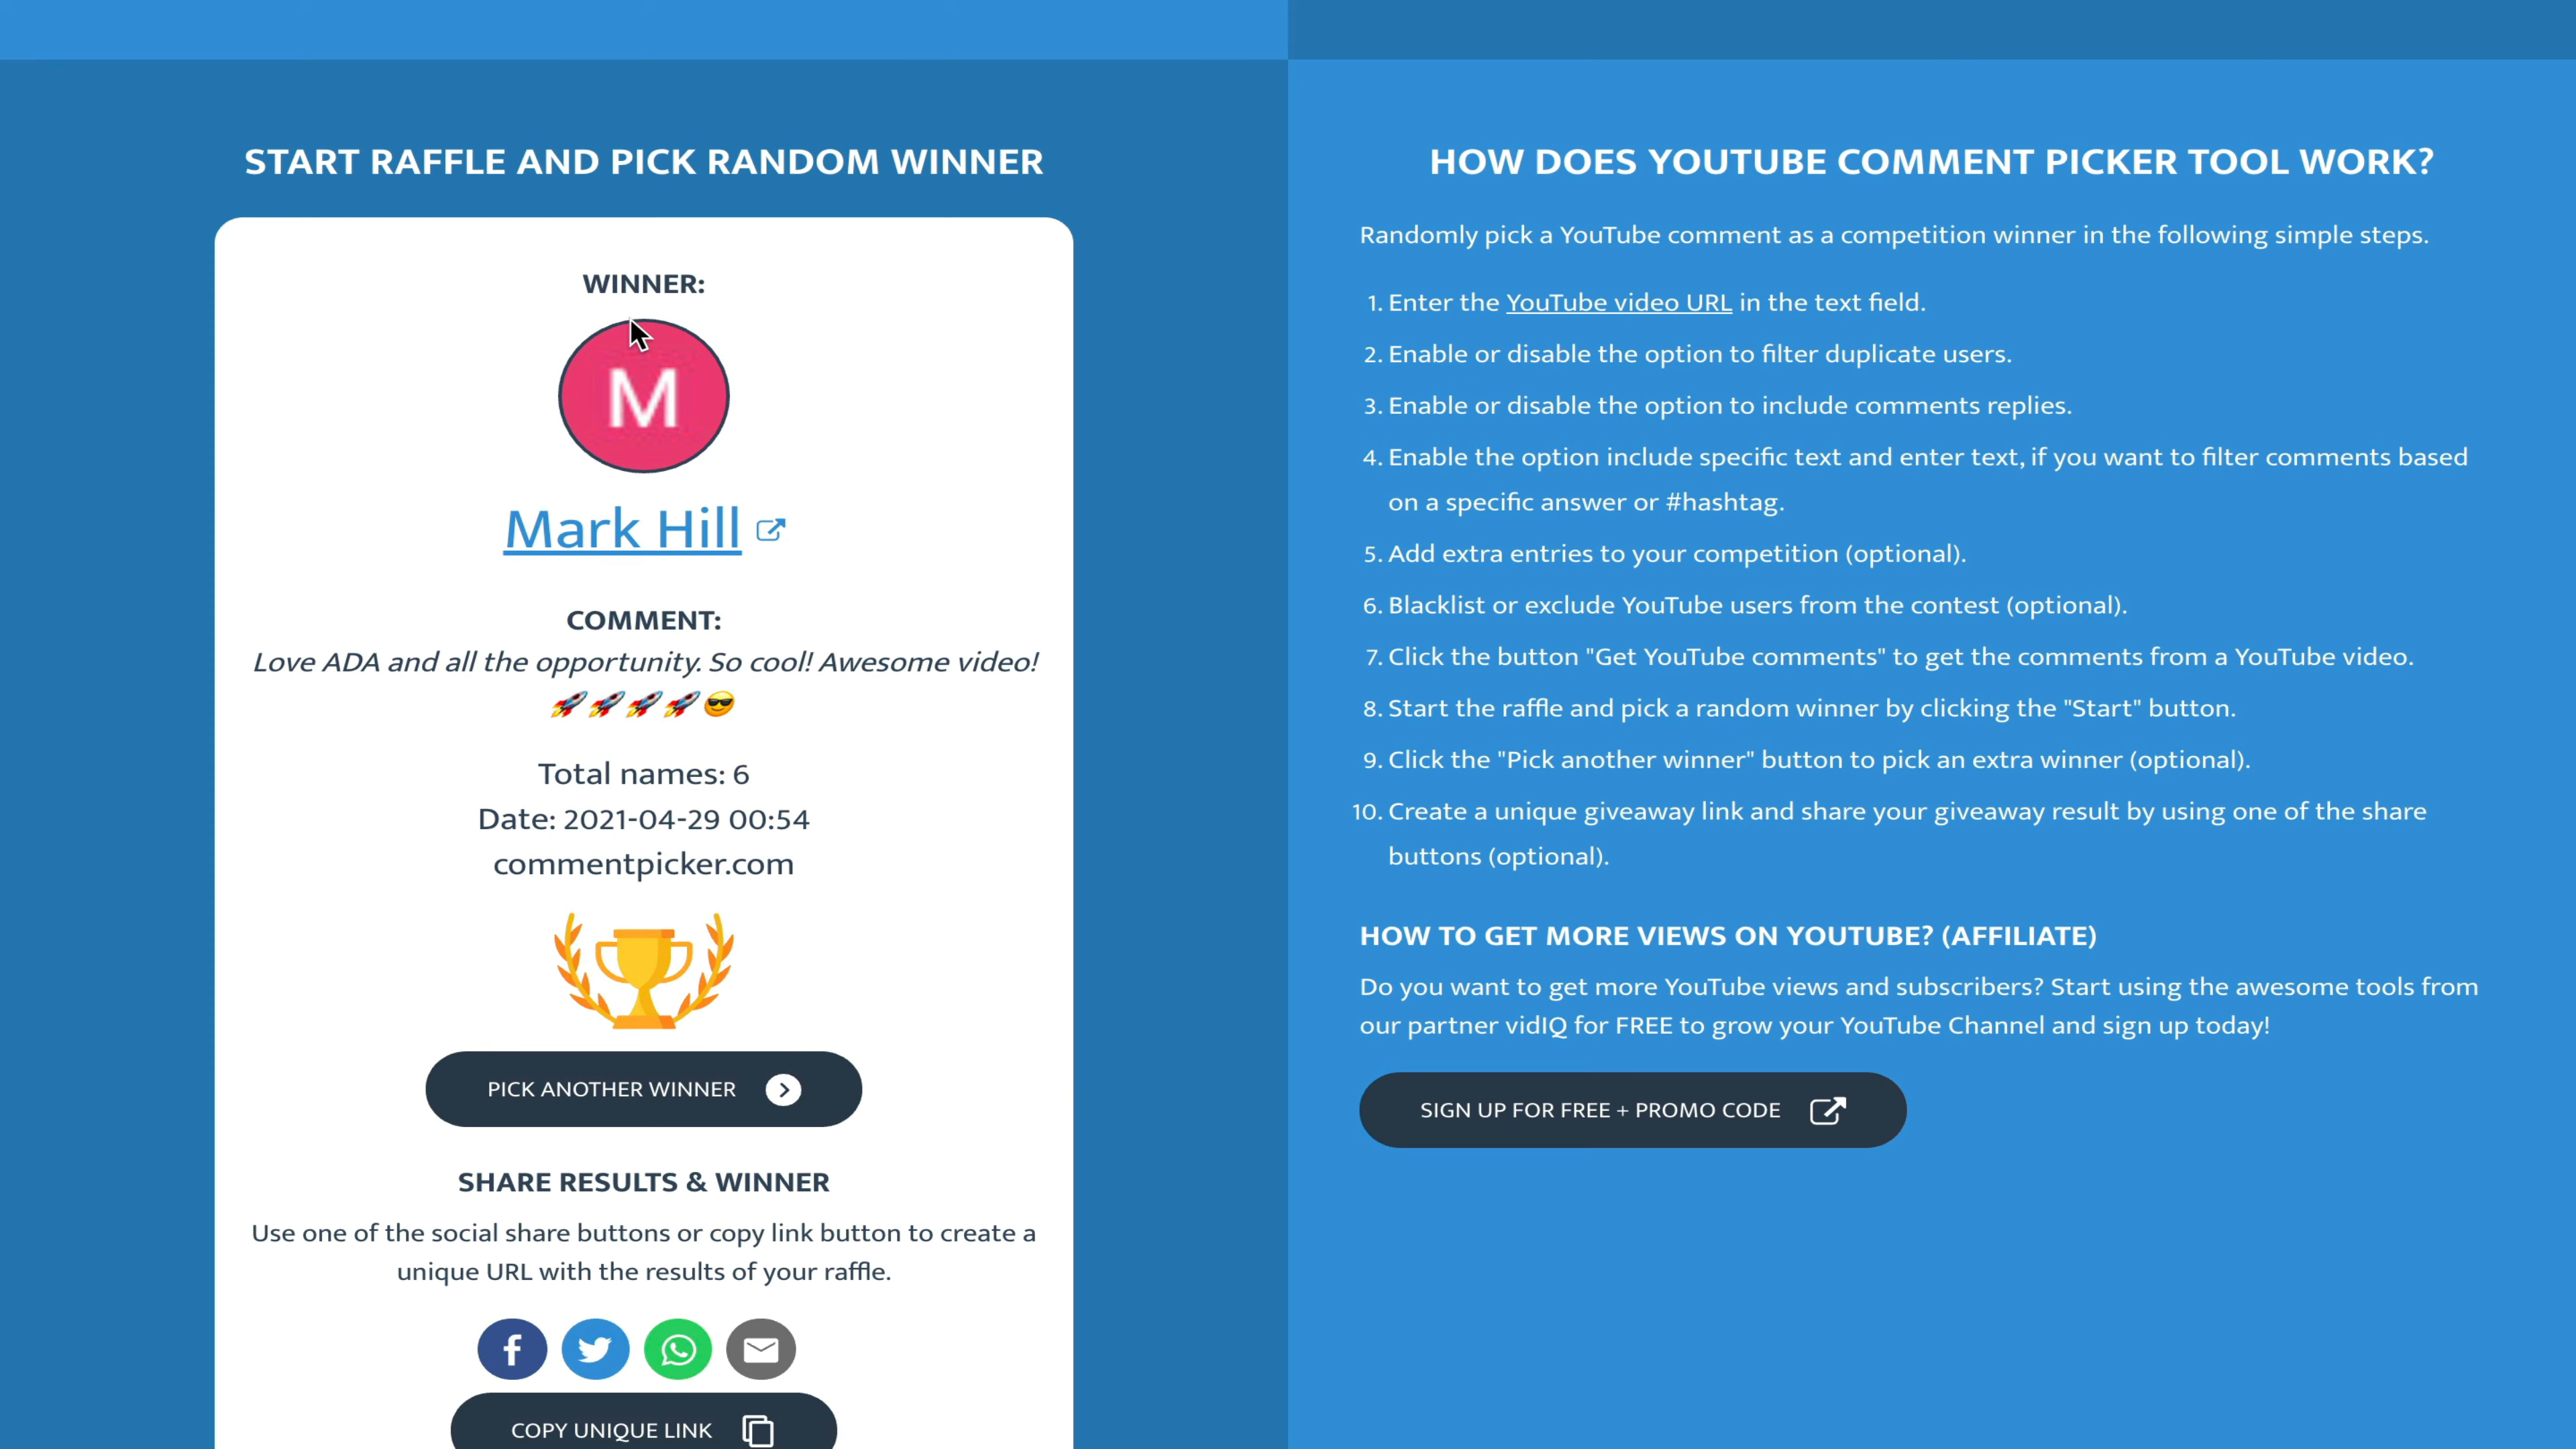 START RAFFLE AND PICK RANDOM WINNER
WINNER:
M
Mark Hill
COMMENT:
Love ADA and all the opportunity. So cool! Awesome video!
🚀🚀🚀🚀😎
Total names: 6
Date: 2021-04-29 00:54
commentpicker.com
PICK ANOTHER WINNER
SHARE RESULTS & WINNER
Use one of the social share buttons or copy link button to create a
unique URL with the results of your raffle.
COPY UNIQUE LINK
HOW DOES YOUTUBE COMMENT PICKER TOOL WORK?
Randomly pick a YouTube comment as a competition winner in the following simple steps.
1. Enter the YouTube video URL in the text field.
2. Enable or disable the option to filter duplicate users.
3. Enable or disable the option to include comments replies.
4. Enable the option include specific text and enter text, if you want to filter comments based
on a specific answer or #hashtag.
5. Add extra entries to your competition (optional).
6. Blacklist or exclude YouTube users from the contest (optional).
7. Click the button "Get YouTube comments" to get the comments from a YouTube video.
8. Start the raffle and pick a random winner by clicking the "Start" button.
9. Click the "Pick another winner" button to pick an extra winner (optional).
10. Create a unique giveaway link and share your giveaway result by using one of the share
buttons (optional).
HOW TO GET MORE VIEWS ON YOUTUBE? (AFFILIATE)
Do you want to get more YouTube views and subscribers? Start using the awesome tools from
our partner vidIQ for FREE to grow your YouTube Channel and sign up today!
SIGN UP FOR FREE + PROMO CODE